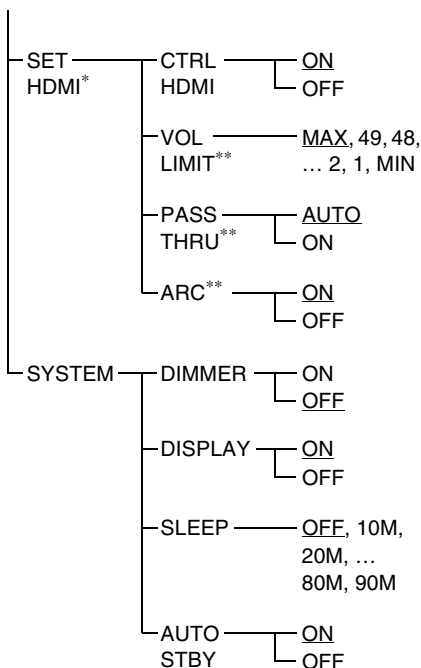 SET HDMI*
CTRL HDMI
ON
OFF
VOL LIMIT**
MAX, 49, 48,
… 2, 1, MIN
PASS THRU**
AUTO
ON
ARC**
ON
OFF
SYSTEM
DIMMER
ON
OFF
DISPLAY
ON
OFF
SLEEP
OFF, 10M,
20M, …
80M, 90M
AUTO STBY
ON
OFF